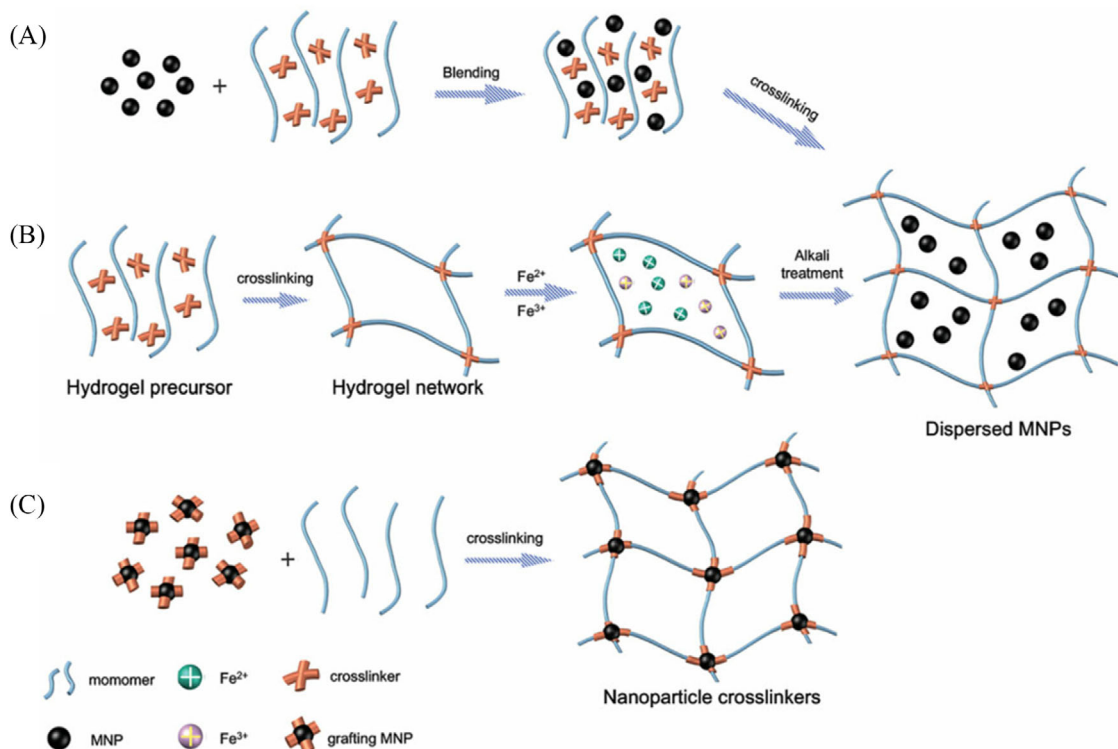 (A)
+
Blending
crosslinking
(B)
crosslinking
Fe²⁺
Fe³⁺
Alkali
treatment
Hydrogel precursor
Hydrogel network
Dispersed MNPs
(C)
+
crosslinking
Nanoparticle crosslinkers
momomer
Fe²⁺
crosslinker
MNP
Fe³⁺
grafting MNP